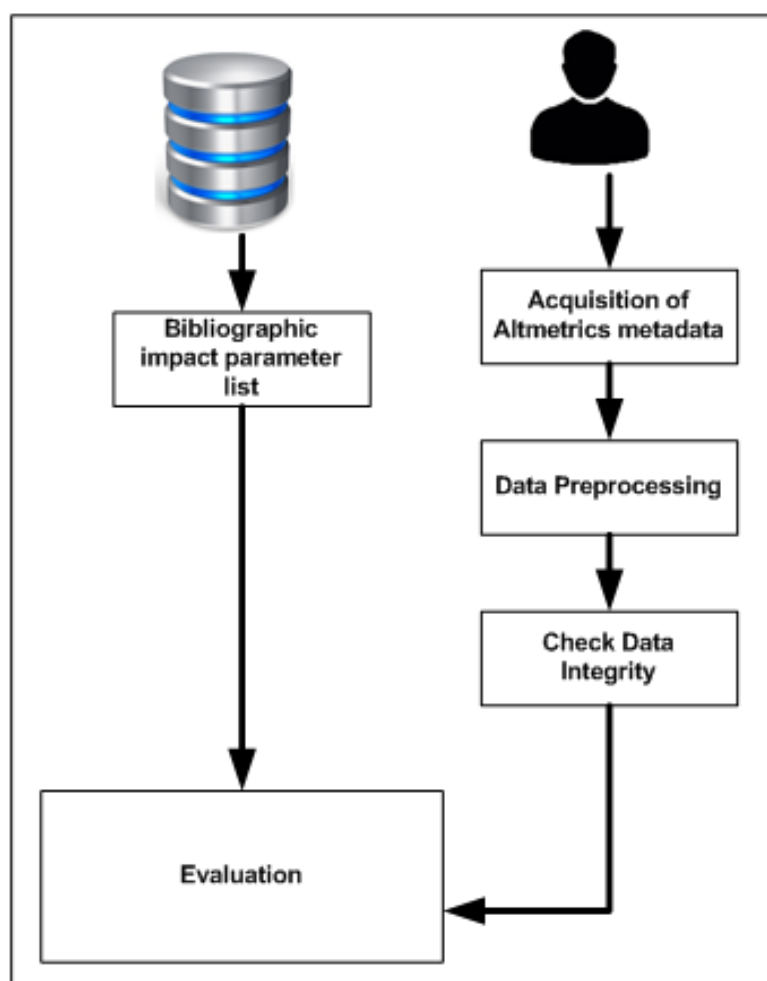 Bibliographic
impact parameter
list
Acquisition of
Altmetrics metadata
Data Preprocessing
Check Data
Integrity
Evaluation